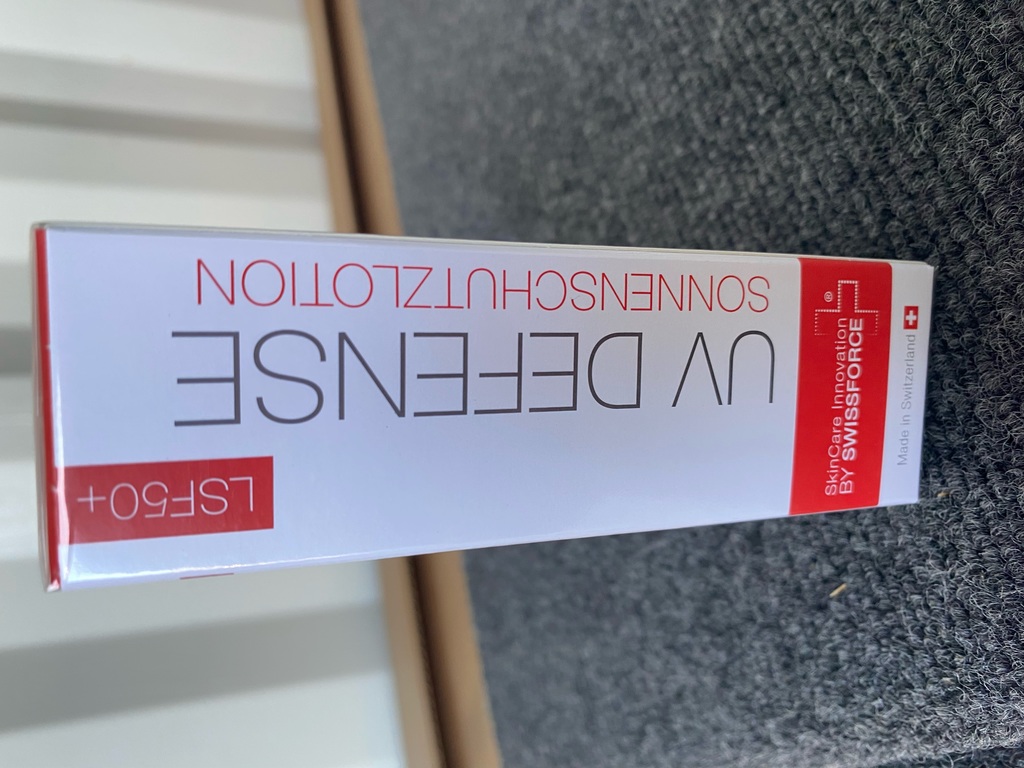 LSF50+
UV DEFENSE
SONNENSCHUTZLOTION
SkinCare Innovation
BY SWISSFORCE ®
Made in Switzerland